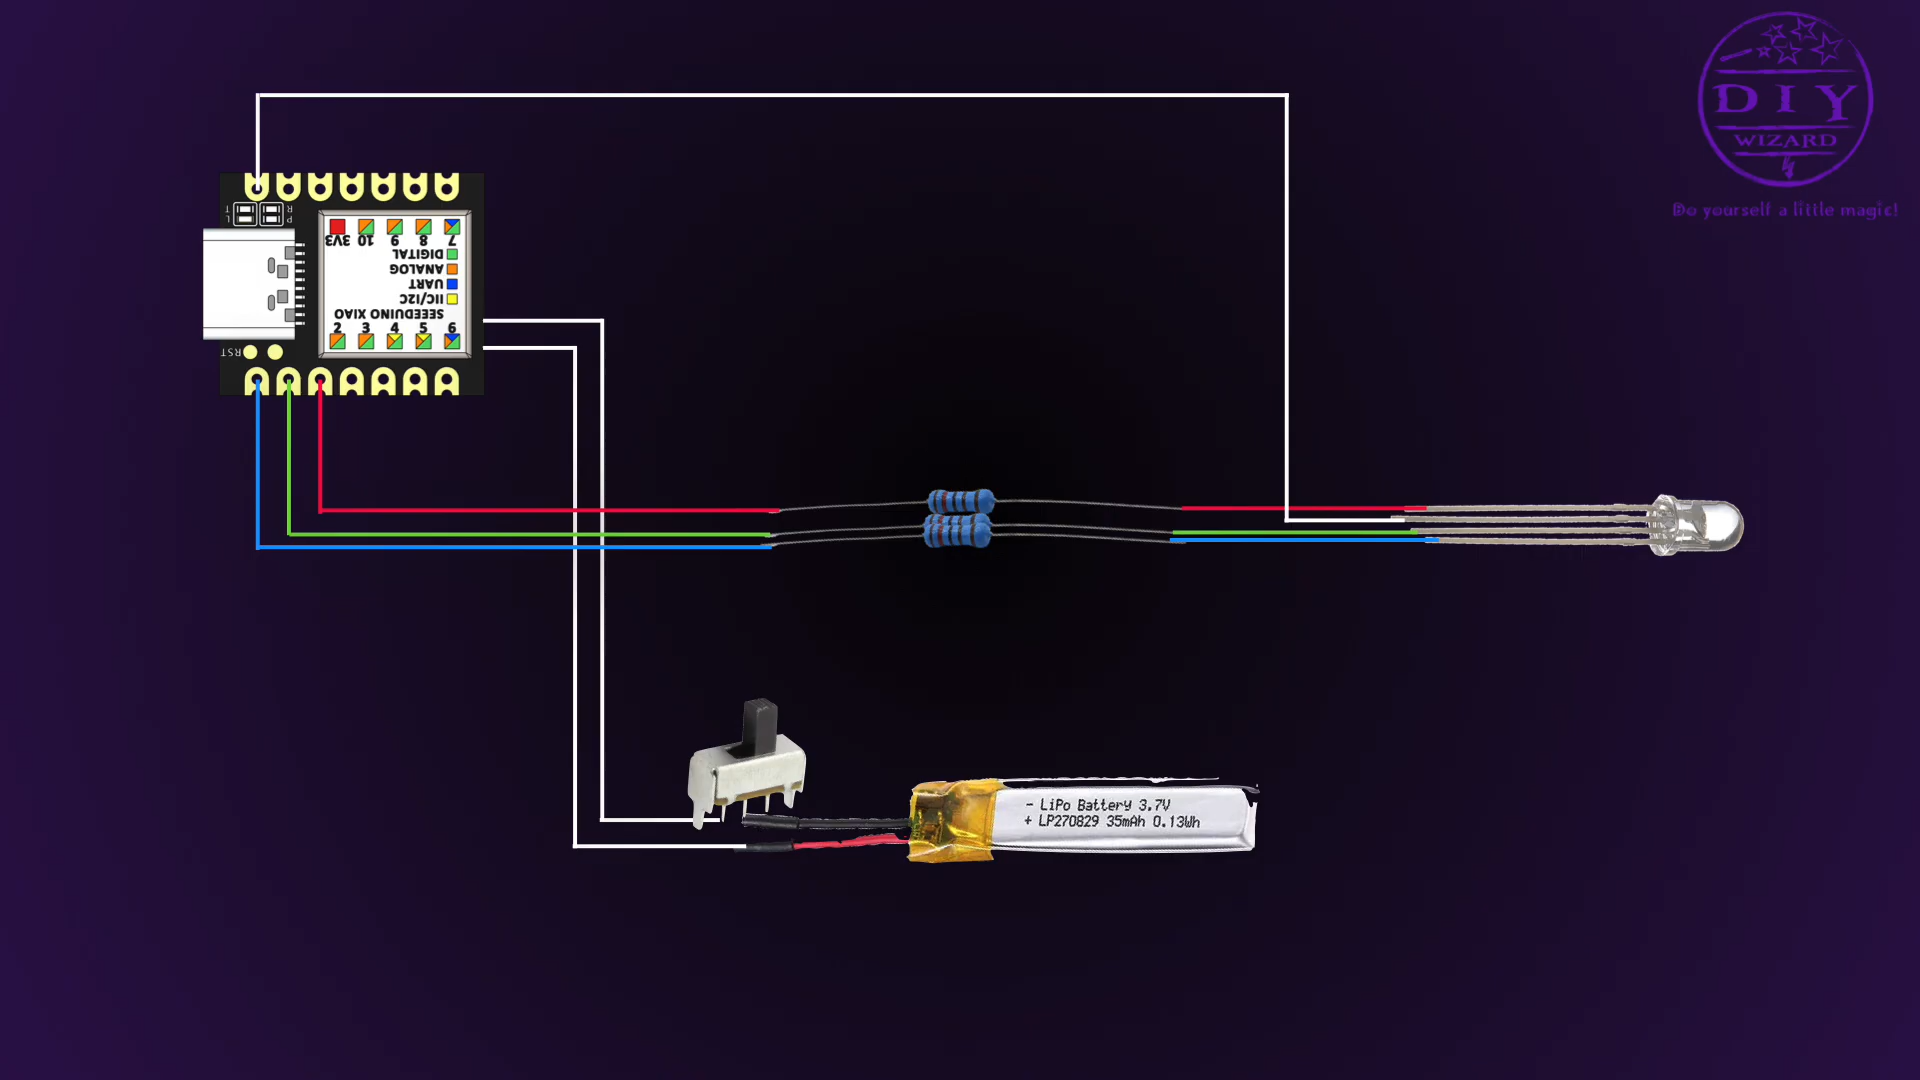 DIY
WIZARD
Do yourself a little magic!
T
L
R
P
3V3 10 9 8 7
DIGITAL
ANALOG
UART
IIC/I2C
SEEEDUINO XIAO
2 3 4 5 6
RST
- LiPo Battery 3.7V
+ LP270829 35mAh 0.13Wh